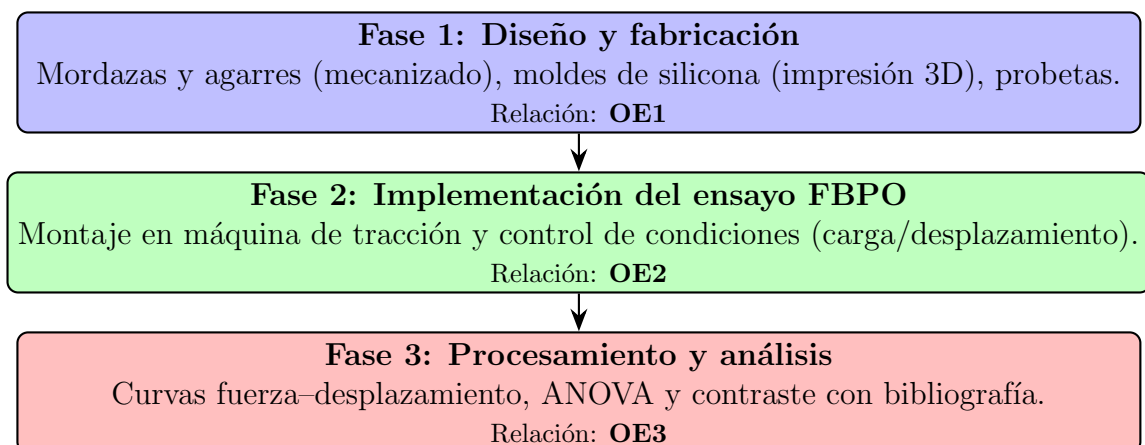 Fase 1: Diseño y fabricación
Mordazas y agarres (mecanizado), moldes de silicona (impresión 3D), probetas.
Relación: OE1
Fase 2: Implementación del ensayo FBPO
Montaje en máquina de tracción y control de condiciones (carga/desplazamiento).
Relación: OE2
Fase 3: Procesamiento y análisis
Curvas fuerza–desplazamiento, ANOVA y contraste con bibliografía.
Relación: OE3